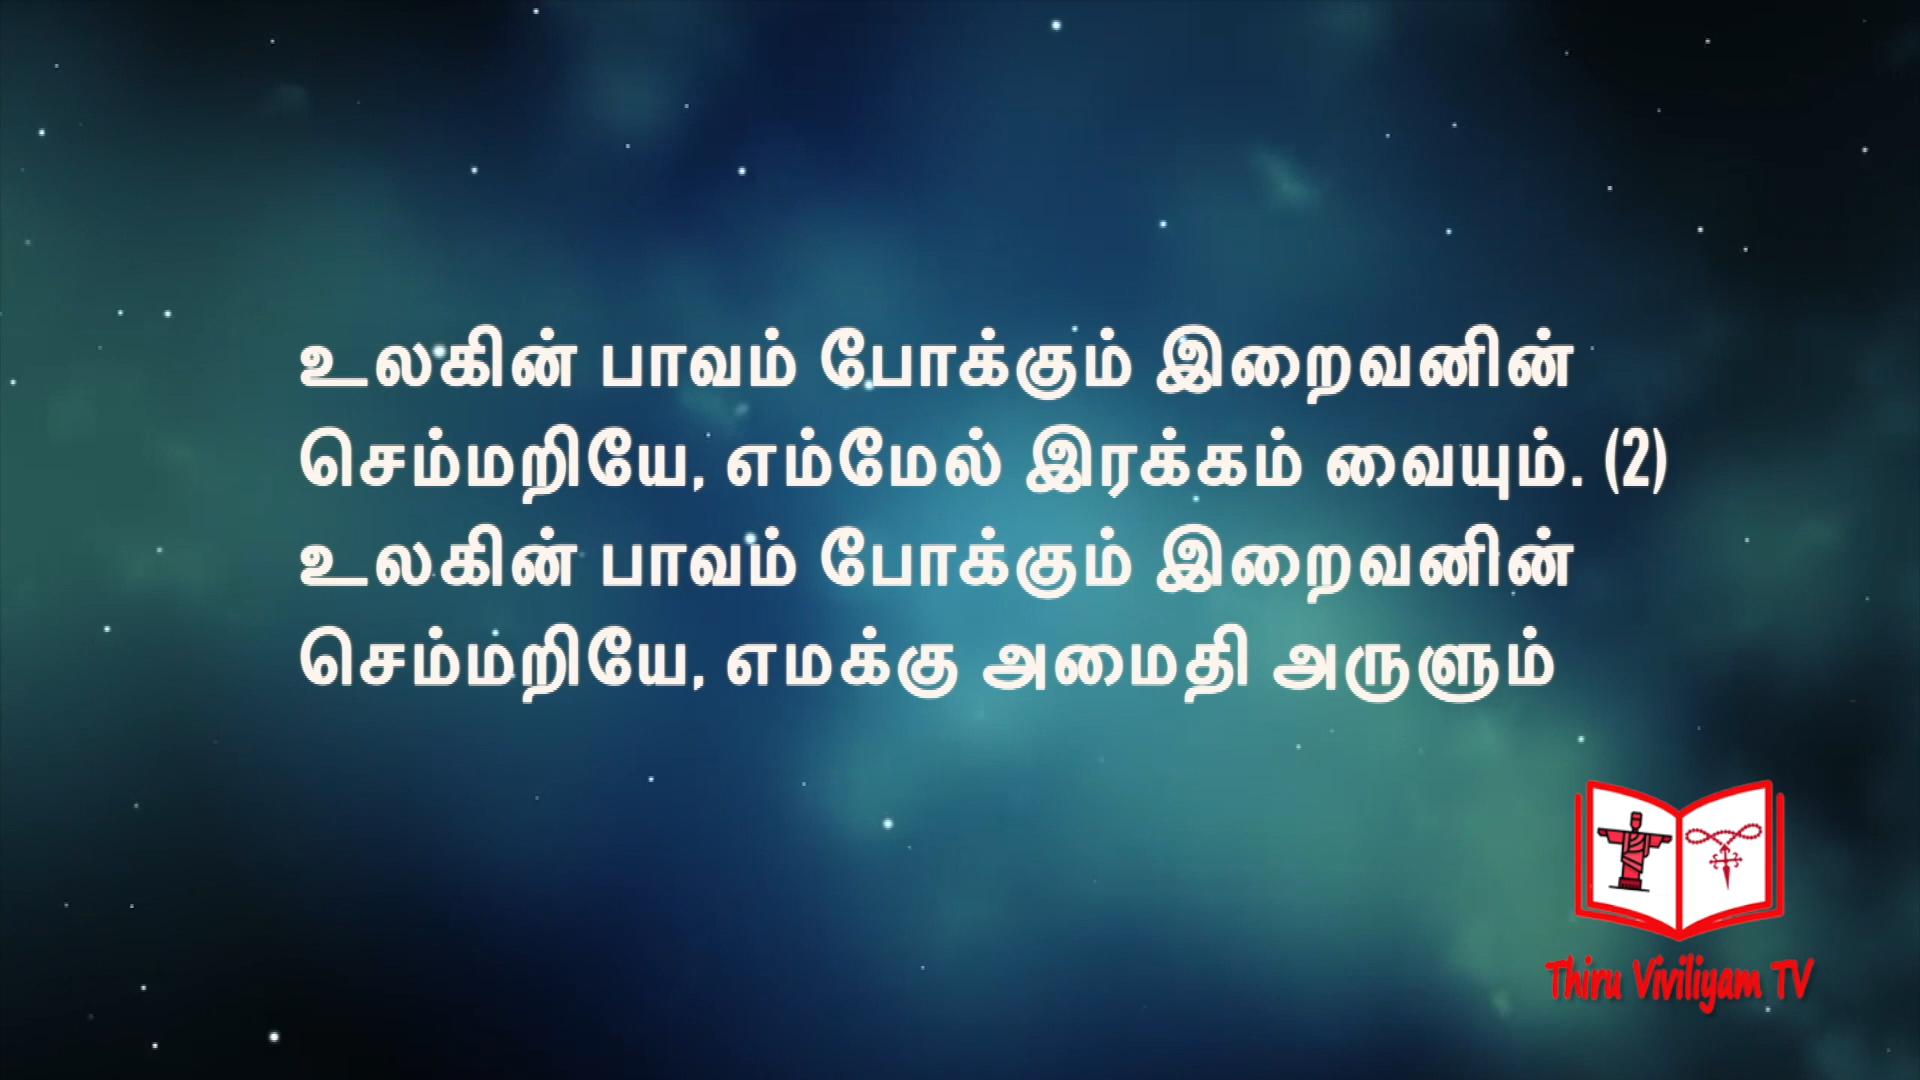 உலகின் பாவம் போக்கும் இறைவனின்
செம்மறியே, எம்மேல் இரக்கம் வையும். (2)
உலகின் பாவம் போக்கும் இறைவனின்
செம்மறியே, எமக்கு அமைதி அருளும்
Thiru Viviliyam TV